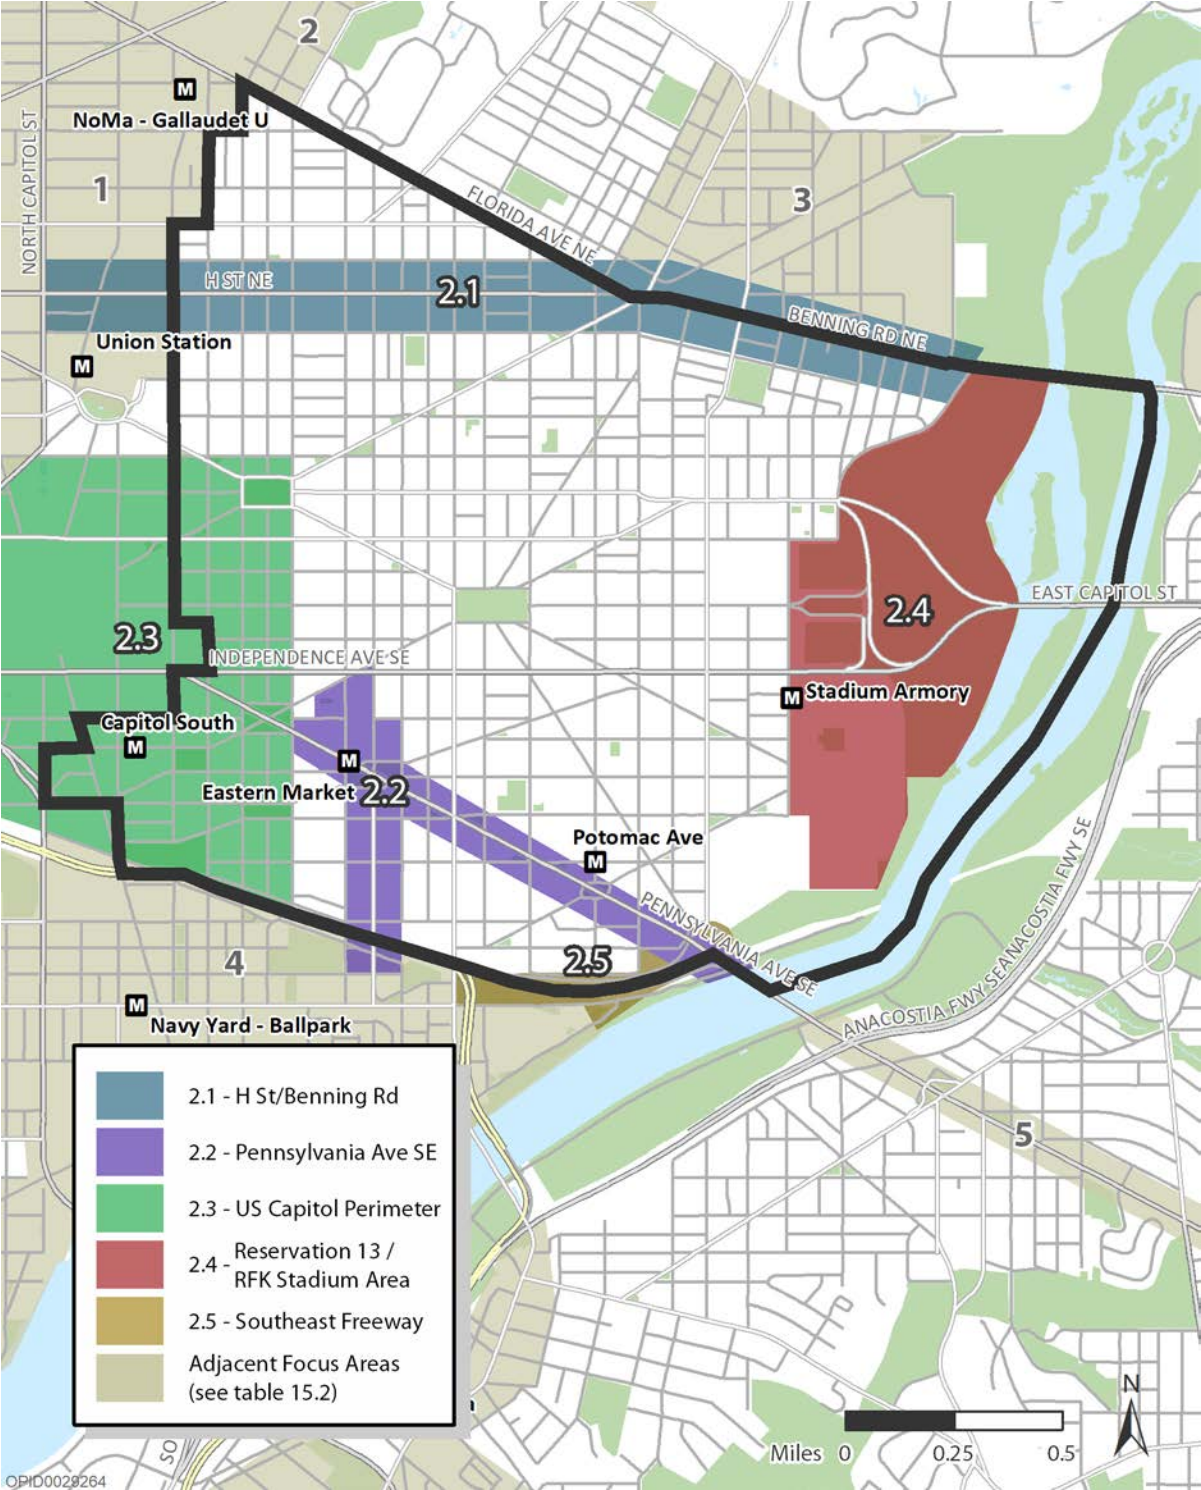 2
M
NoMa - Gallaudet U
NORTH CAPITOL ST
1
3
FLORIDA AVE NE
H ST NE
2.1
BENNING RD NE
Union Station
M
EAST CAPITOL ST
2.4
2.3
INDEPENDENCE AVE SE
M Stadium Armory
Capitol South
M
M
Eastern Market 2.2
Potomac Ave
M
PENNSYLVANIA AVE SE
2.5
4
ANACOSTIA FWY SE
ANACOSTIA FWY SE
M
Navy Yard - Ballpark
5
2.1 - H St/Benning Rd
2.2 - Pennsylvania Ave SE
2.3 - US Capitol Perimeter
2.4 - Reservation 13 /
RFK Stadium Area
2.5 - Southeast Freeway
Adjacent Focus Areas
(see table 15.2)
N
Miles 0 0.25 0.5
SO
OPID0029264